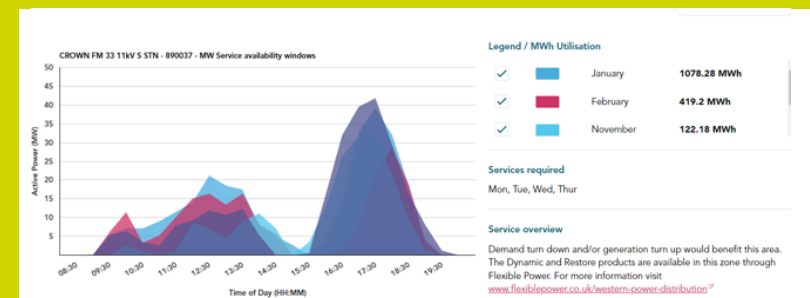 CROWN FM 33 11kV S STN - 890037 - MW Service availability windows
50
45
40
35
30
25
20
15
10
5
Active Power (MW)
08:30 09:30 10:30 11:30 12:30 13:30 14:30 15:30 16:30 17:30 18:30 19:30
Time of Day (HH:MM)
Legend / MWh Utilisation
January 1078.28 MWh
February 419.2 MWh
November 122.18 MWh
Services required
Mon, Tue, Wed, Thur
Service overview
Demand turn down and/or generation turn up would benefit this area.
The Dynamic and Restore products are available in this zone through
Flexible Power. For more information visit
www.flexiblepower.co.uk/western-power-distribution